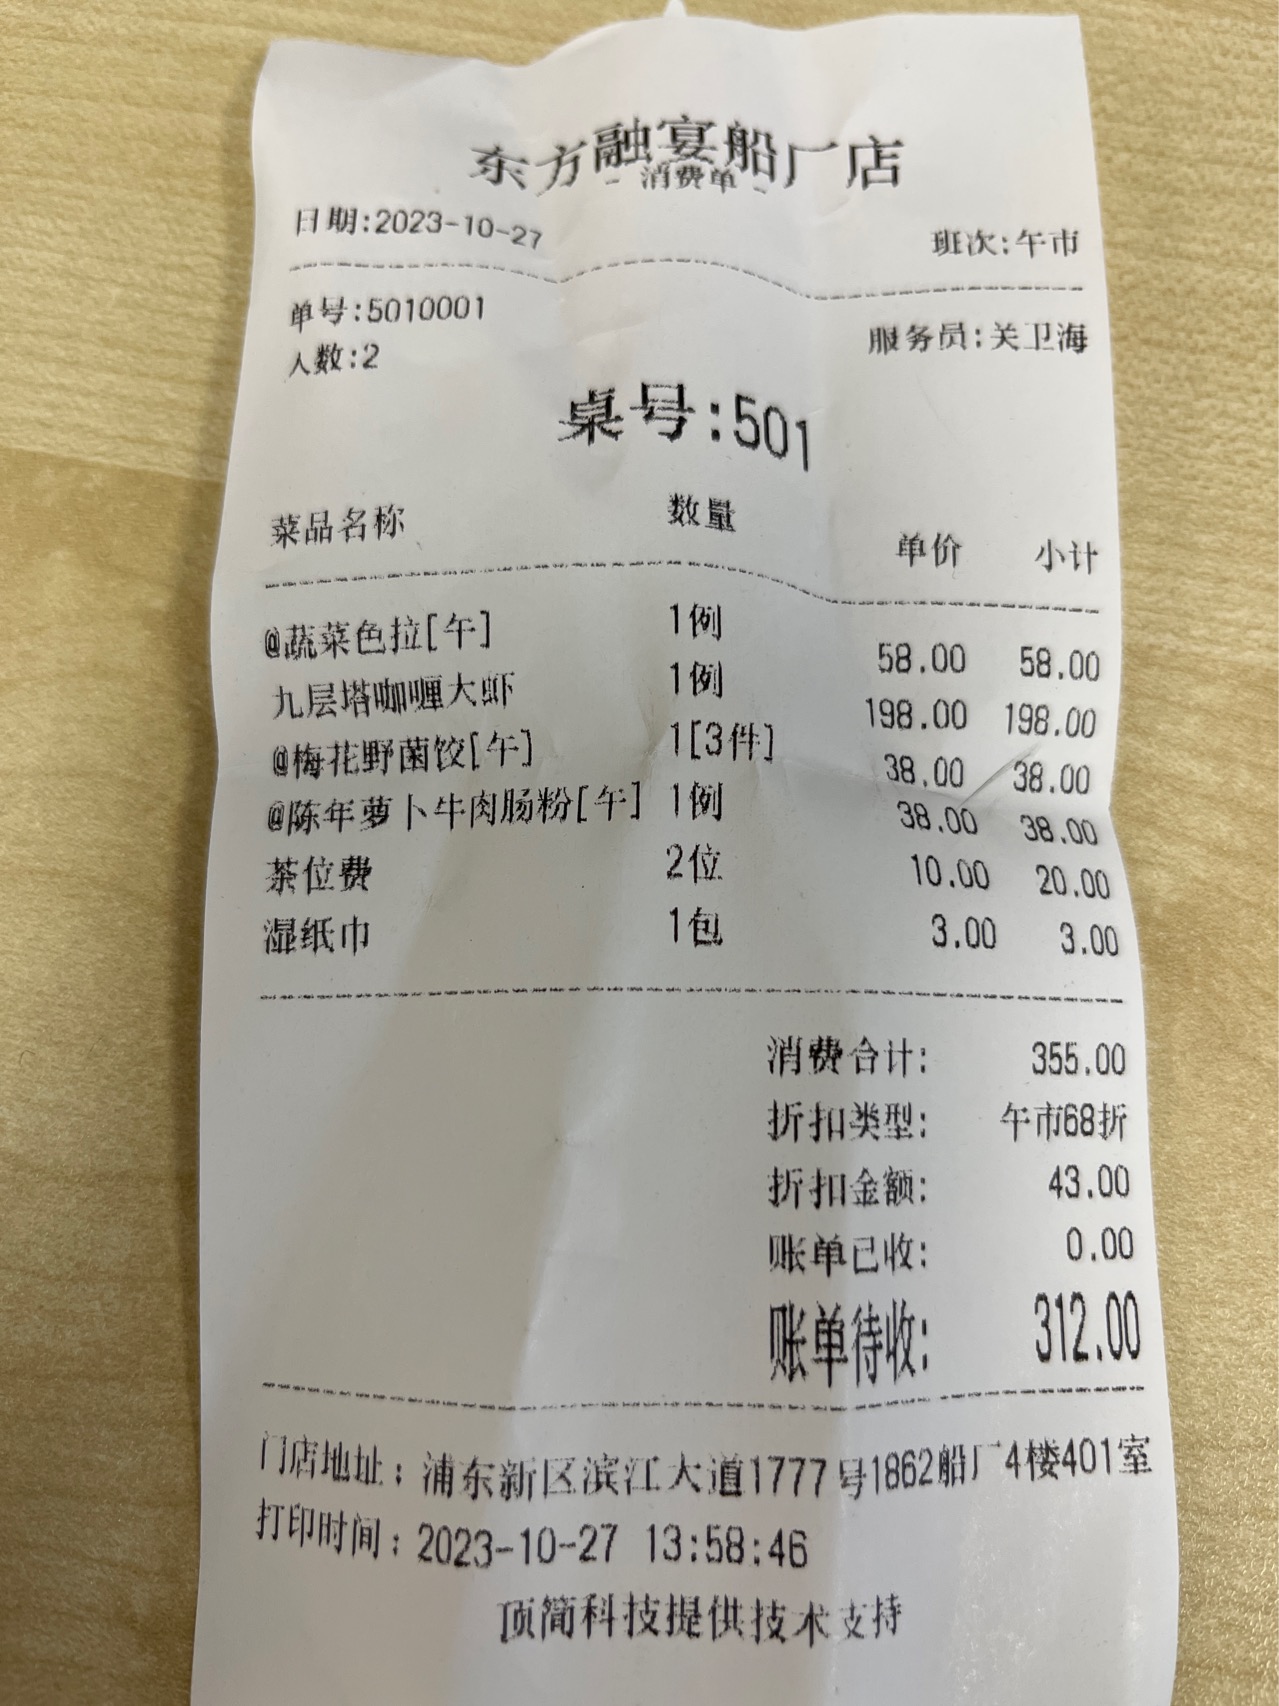 东方融宴船厂店
- 消费单 -
日期:2023-10-27 班次:午市
单号:5010001 服务员:关卫海
人数:2
桌号:501
菜品名称 数量 单价 小计
@蔬菜色拉[午] 1例 58.00 58.00
九层塔咖喱大虾 1例 198.00 198.00
@梅花野菌饺[午] 1[3件] 38.00 38.00
@陈年萝卜牛肉肠粉[午] 1例 38.00 38.00
茶位费 2位 10.00 20.00
湿纸巾 1包 3.00 3.00
消费合计: 355.00
折扣类型: 午市68折
折扣金额: 43.00
账单已收: 0.00
账单待收: 312.00
门店地址：浦东新区滨江大道1777号1862船厂4楼401室
打印时间：2023-10-27 13:58:46
顶简科技提供技术支持